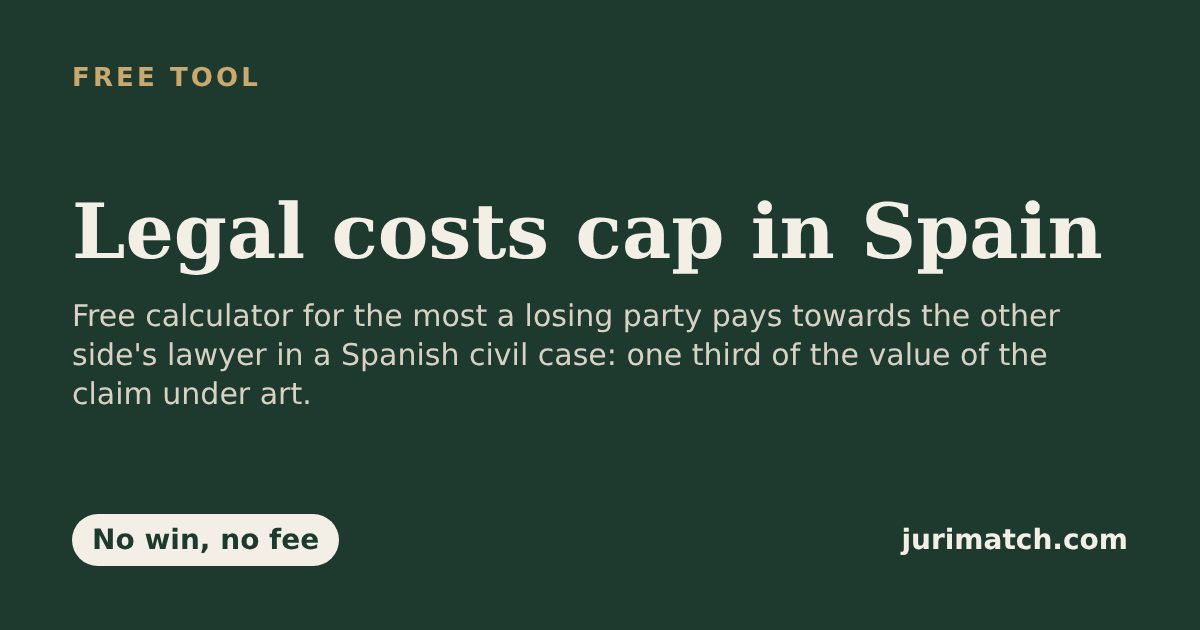 FREE TOOL
Legal costs cap in Spain
Free calculator for the most a losing party pays towards the other
side's lawyer in a Spanish civil case: one third of the value of the
claim under art.
No win, no fee
jurimatch.com